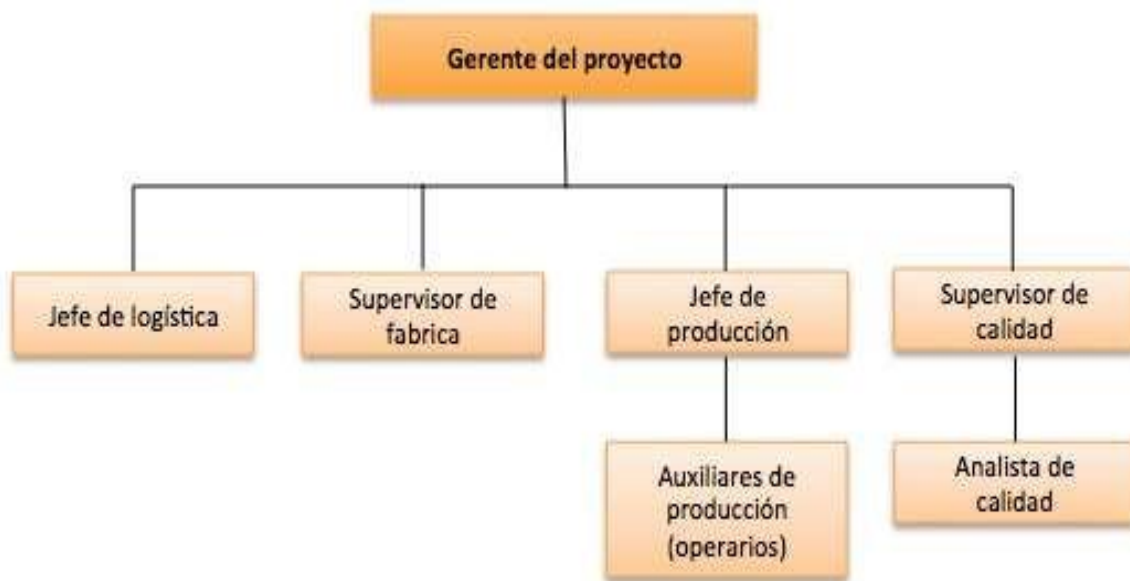 Gerente del proyecto
Jefe de logística
Supervisor de
fabrica
Jefe de
producción
Supervisor de
calidad
Auxiliares de
producción
(operarios)
Analista de
calidad